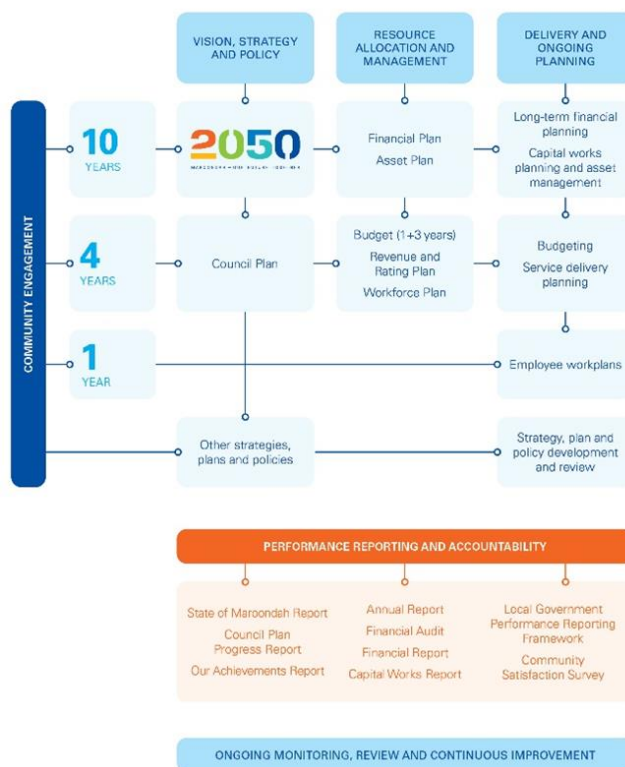 VISION, STRATEGY
AND POLICY
RESOURCE
ALLOCATION AND
MANAGEMENT
DELIVERY AND
ONGOING
PLANNING
COMMUNITY ENGAGEMENT
10
YEARS
2050
Financial Plan
Asset Plan
Long-term financial
planning
Capital works
planning and asset
management
4
YEARS
Council Plan
Budget (1+3 years)
Revenue and
Rating Plan
Workforce Plan
Budgeting
Service delivery
planning
1
YEAR
Employee workplans
Other strategies,
plans and policies
Strategy, plan and
policy development
and review
PERFORMANCE REPORTING AND ACCOUNTABILITY
State of Maroondah Report
Council Plan
Progress Report
Our Achievements Report
Annual Report
Financial Audit
Financial Report
Capital Works Report
Local Government
Performance Reporting
Framework
Community
Satisfaction Survey
ONGOING MONITORING, REVIEW AND CONTINUOUS IMPROVEMENT